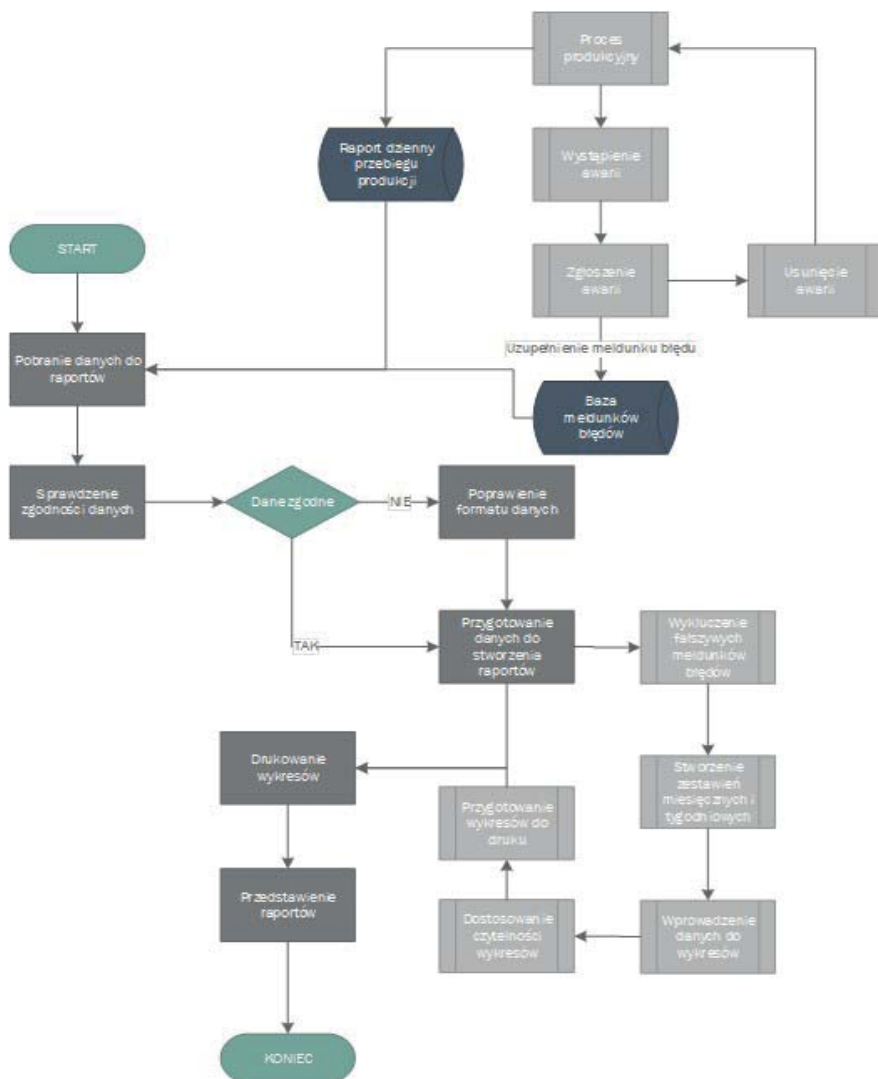 Proces
produkcyjny
Raport dzienny
przebiegu
produkcji
Wystąpienie
awarii
START
Zgłoszenie
awarii
Usunięcie
awarii
Uzupełnienie meldunku błędu
Pobranie danych do
raportów
Baza
meldunków
błędów
Sprawdzenie
zgodności danych
Dane zgodne
NIE
Poprawienie
formatu danych
TAK
Przygotowanie
danych do
stworzenia
raportów
Wykluczenie
fałszywych
meldunków
błędów
Drukowanie
wykresów
Stworzenie
zestawień
miesięcznych i
tygodniowych
Przygotowanie
wykresów do
druku
Przedstawienie
raportów
Dostosowanie
czytelności
wykresów
Wprowadzenie
danych do
wykresów
KONIEC